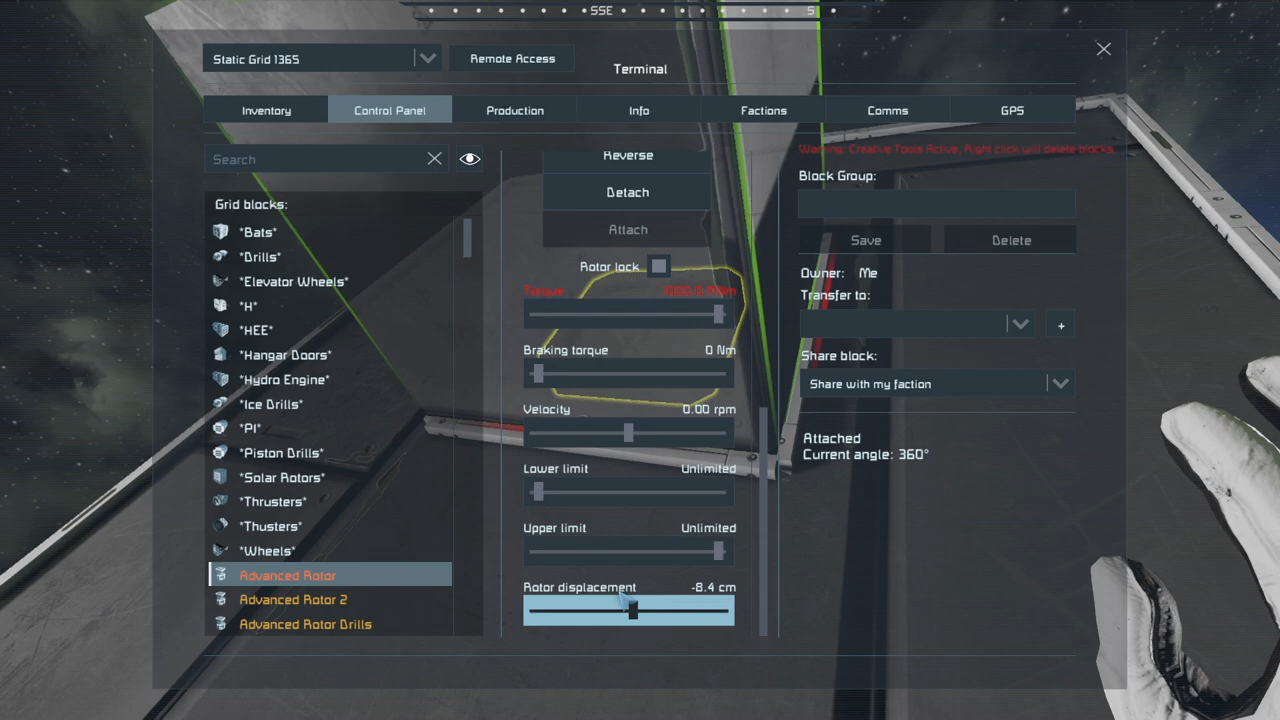 SSE
S
Static Grid 1365
Remote Access
Terminal
Inventory
Control Panel
Production
Info
Factions
Comms
GPS
Search
Grid blocks:
*Bats*
*Drills*
*Elevator Wheels*
*H*
*HEE*
*Hangar Doors*
*Hydro Engine*
*Ice Drills*
*PI*
*Piston Drills*
*Solar Rotors*
*Thrusters*
*Thusters*
*Wheels*
Advanced Rotor
Advanced Rotor 2
Advanced Rotor Drills
Reverse
Detach
Attach
Rotor lock
Torque
Braking torque 0 Nm
Velocity 0.00 rpm
Lower limit Unlimited
Upper limit Unlimited
Rotor displacement -8.4 cm
Warning, Creative Tools Active, Right click will delete blocks.
Block Group:
Save
Delete
Owner: Me
Transfer to:
+
Share block:
Share with my faction
Attached
Current angle: 360°